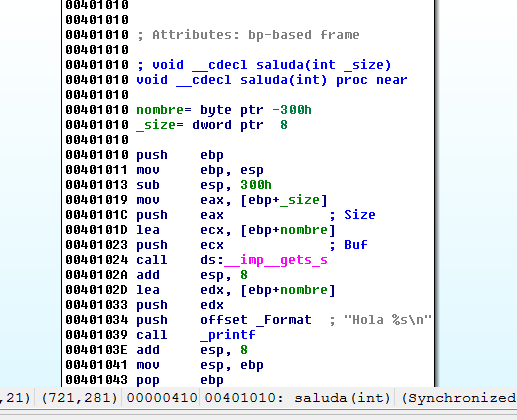 00401010
00401010
00401010
00401010 ; Attributes: bp-based frame
00401010
00401010 ; void __cdecl saluda(int _size)
00401010 void __cdecl saluda(int) proc near
00401010
00401010 nombre= byte ptr -300h
00401010 _size= dword ptr  8
00401010
00401010 push    ebp
00401011 mov     ebp, esp
00401013 sub     esp, 300h
00401019 mov     eax, [ebp+_size]
0040101C push    eax             ; Size
0040101D lea     ecx, [ebp+nombre]
00401023 push    ecx             ; Buf
00401024 call    ds:__imp__gets_s
0040102A add     esp, 8
0040102D lea     edx, [ebp+nombre]
00401033 push    edx
00401034 push    offset _Format  ; "Hola %s\n"
00401039 call    _printf
0040103E add     esp, 8
00401041 mov     esp, ebp
00401043 pop     ebp
,21) (721,281) 00000410 00401010: saluda(int) (Synchronized